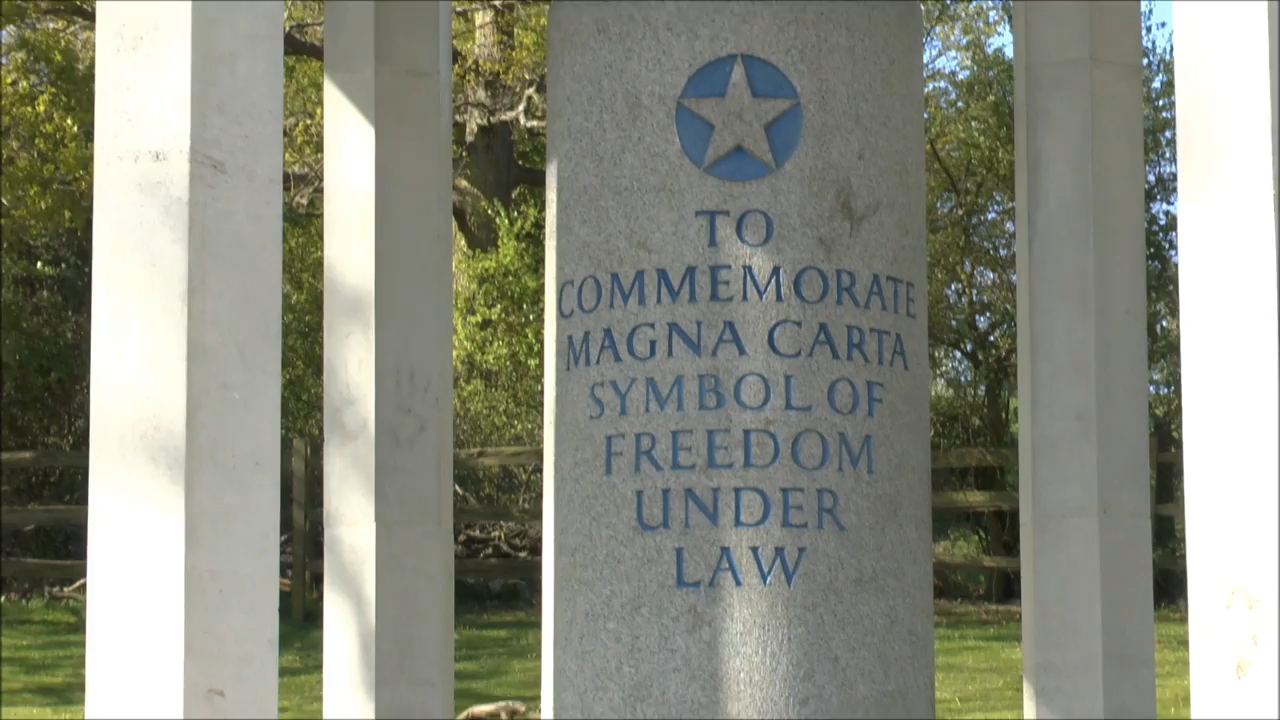 TO
COMMEMORATE
MAGNA CARTA
SYMBOL OF
FREEDOM
UNDER
LAW